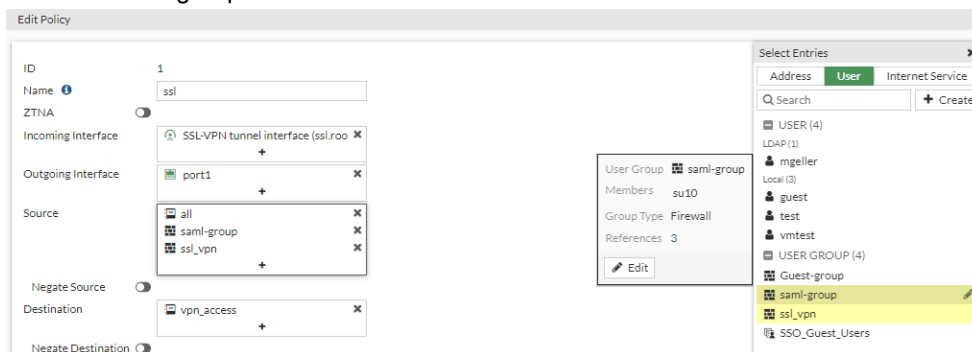 Edit Policy
ID 1
Name ssl
ZTNA
Incoming Interface SSL-VPN tunnel interface (ssl.roo
+
Outgoing Interface port1
+
Source all
saml-group
ssl_vpn
+
Negate Source
Destination vpn_access
+
Negate Destination
User Group saml-group
Members su10
Group Type Firewall
References 3
Edit
Select Entries
Address User Internet Service
Search + Create
USER (4)
LDAP (1)
mgeller
Local (3)
guest
test
vmtest
USER GROUP (4)
Guest-group
saml-group
ssl_vpn
SSO_Guest_Users